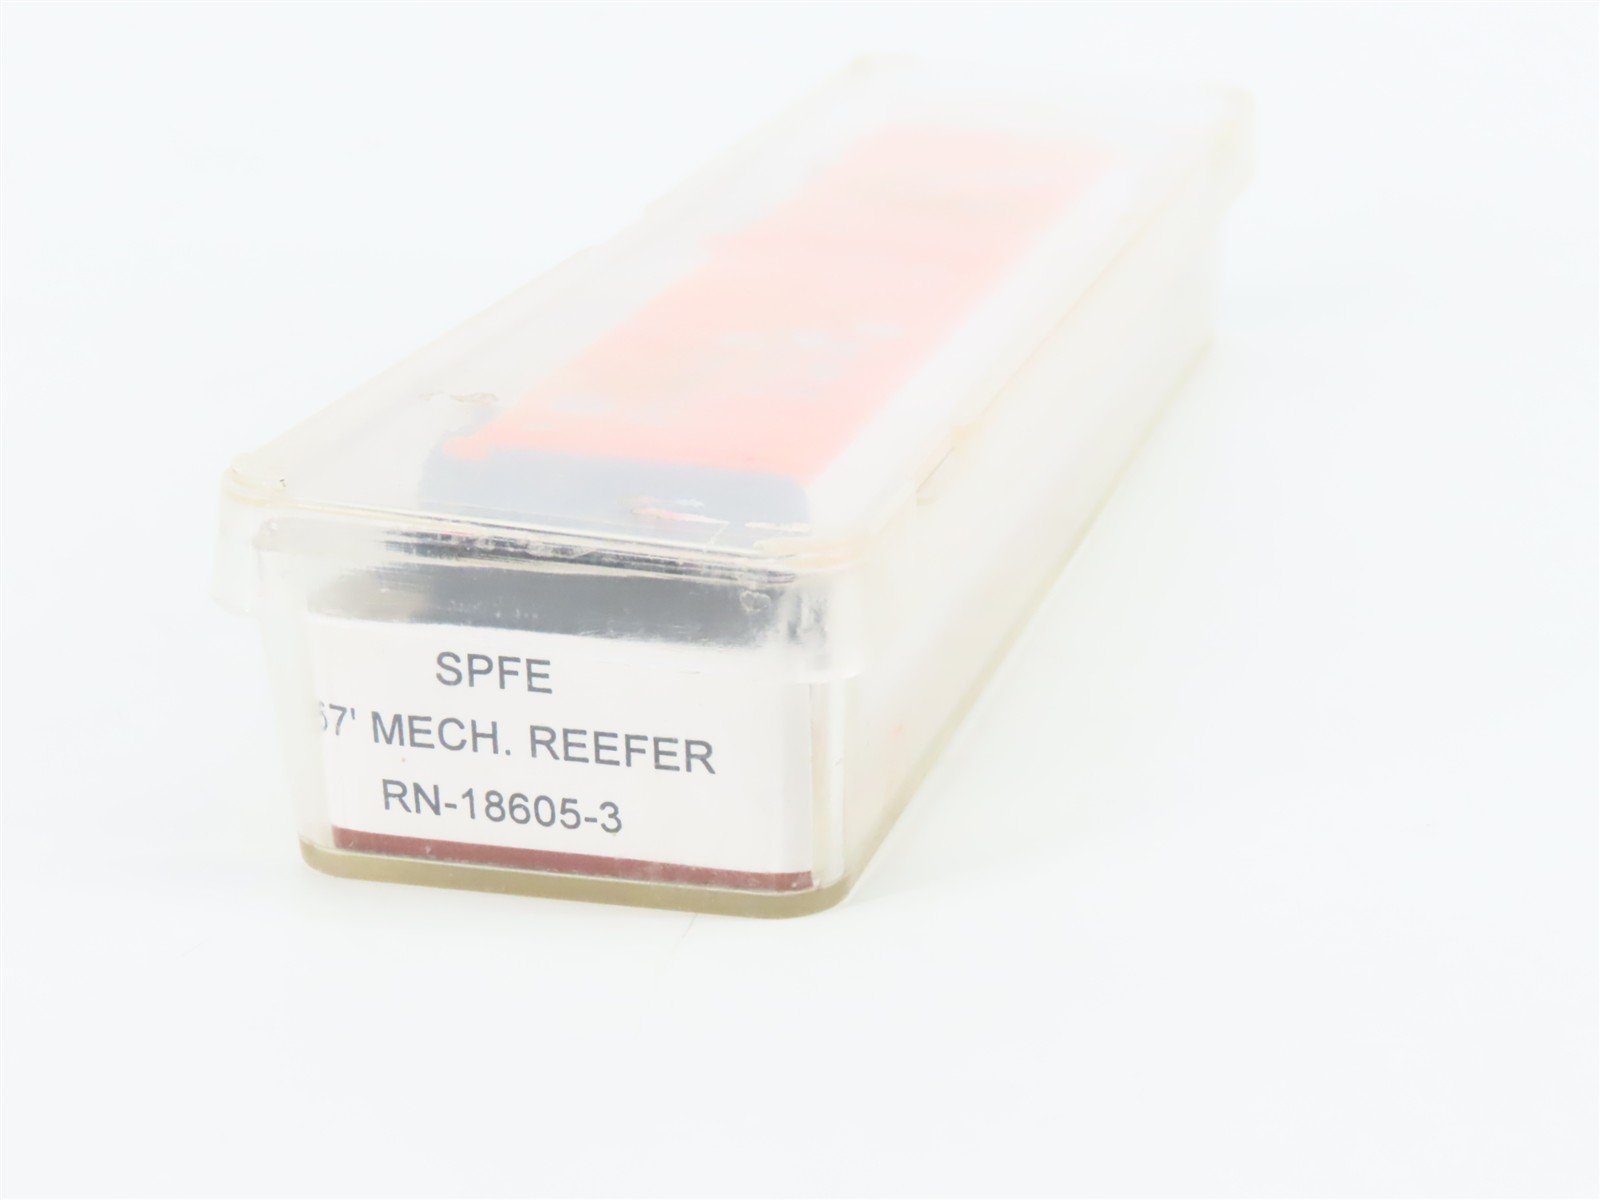 SPFE
57' MECH. REEFER
RN-18605-3